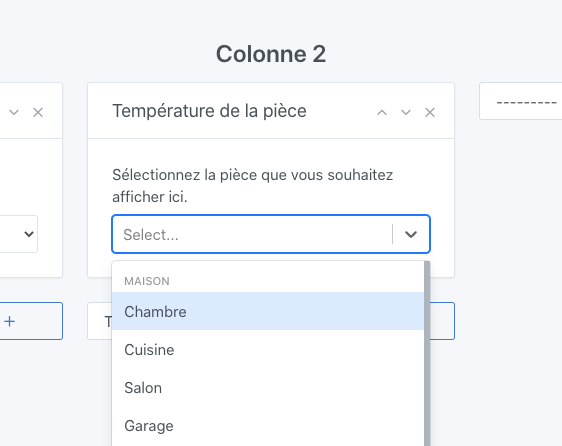 Colonne 2
Température de la pièce
---------
Sélectionnez la pièce que vous souhaitez
afficher ici.
Select...
MAISON
Chambre
Cuisine
Salon
Garage